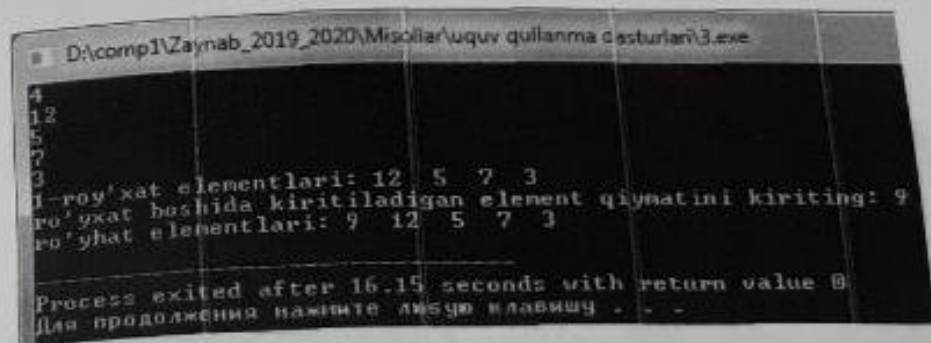 D:\comp1\Zaynab_2019_2020\Misollar\uquv qullanma dasturlari\3.exe
4
12
5
7
3
1-roy'xat elementlari: 12 5 7 3
ro'yxat boshida kiritiladigan element qiymatini kiriting: 9
ro'yhat elementlari: 9 12 5 7 3
Process exited after 16.15 seconds with return value 0
Для продолжения нажмите любую клавишу . . .